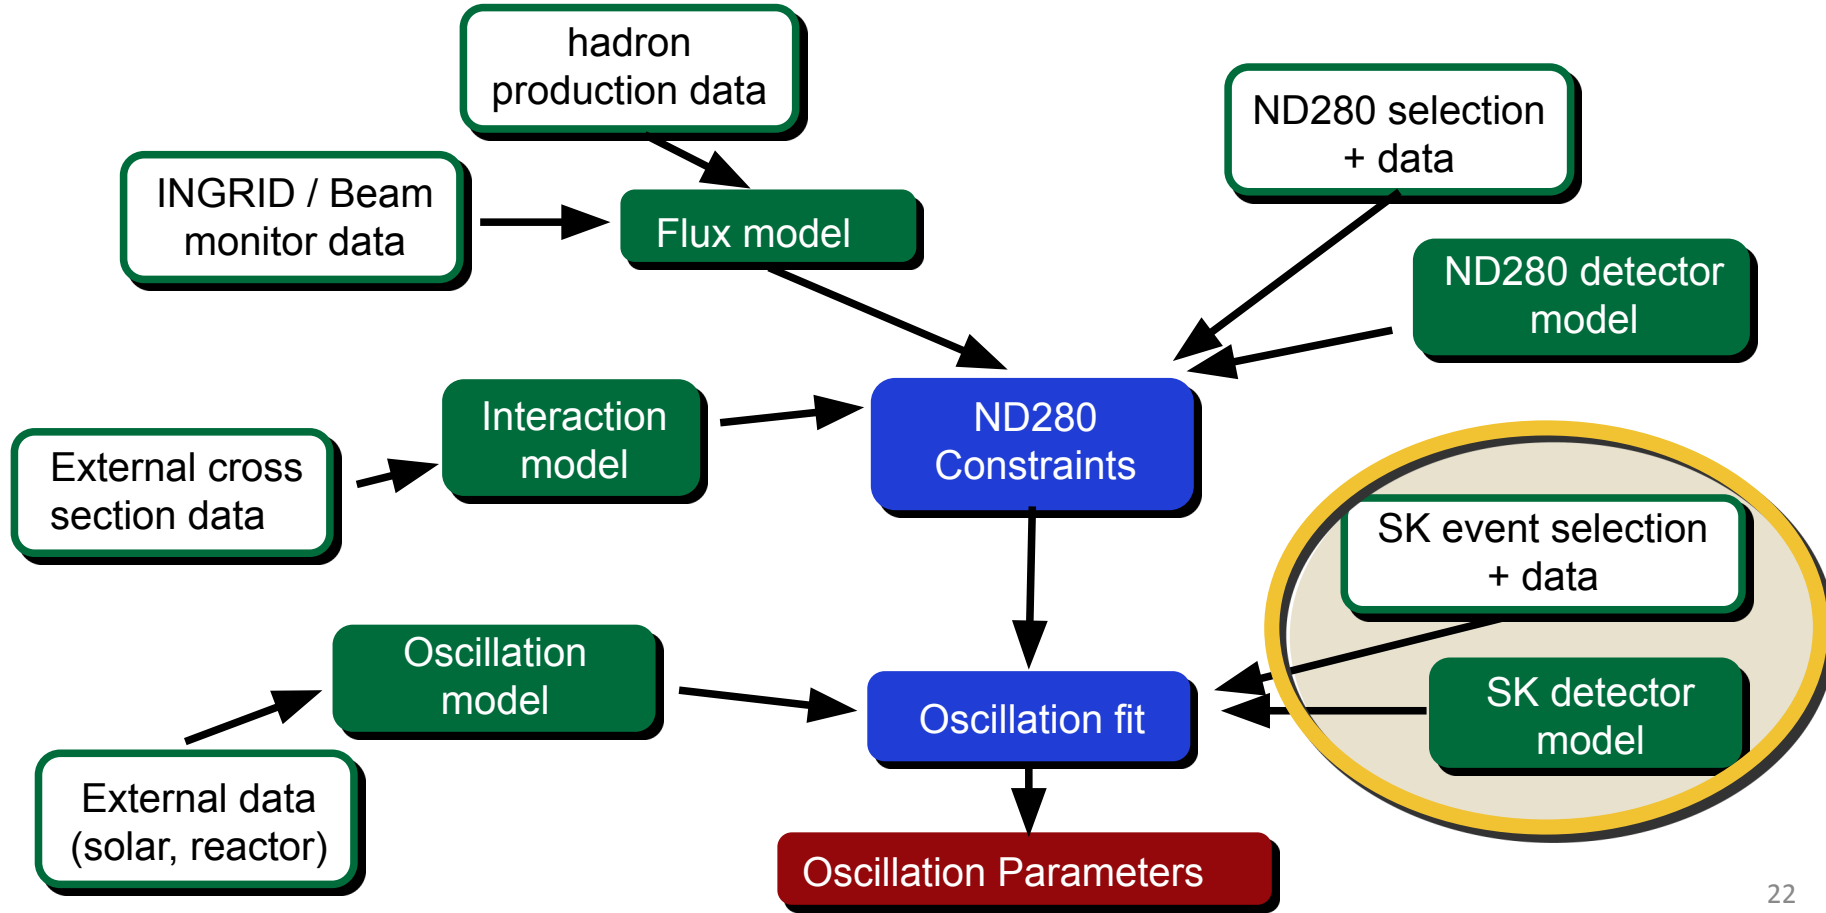 hadron
production data
ND280 selection
+ data
INGRID / Beam
monitor data
Flux model
ND280 detector
model
Interaction
model
ND280
Constraints
External cross
section data
SK event selection
+ data
Oscillation
model
SK detector
model
Oscillation fit
External data
(solar, reactor)
Oscillation Parameters
22